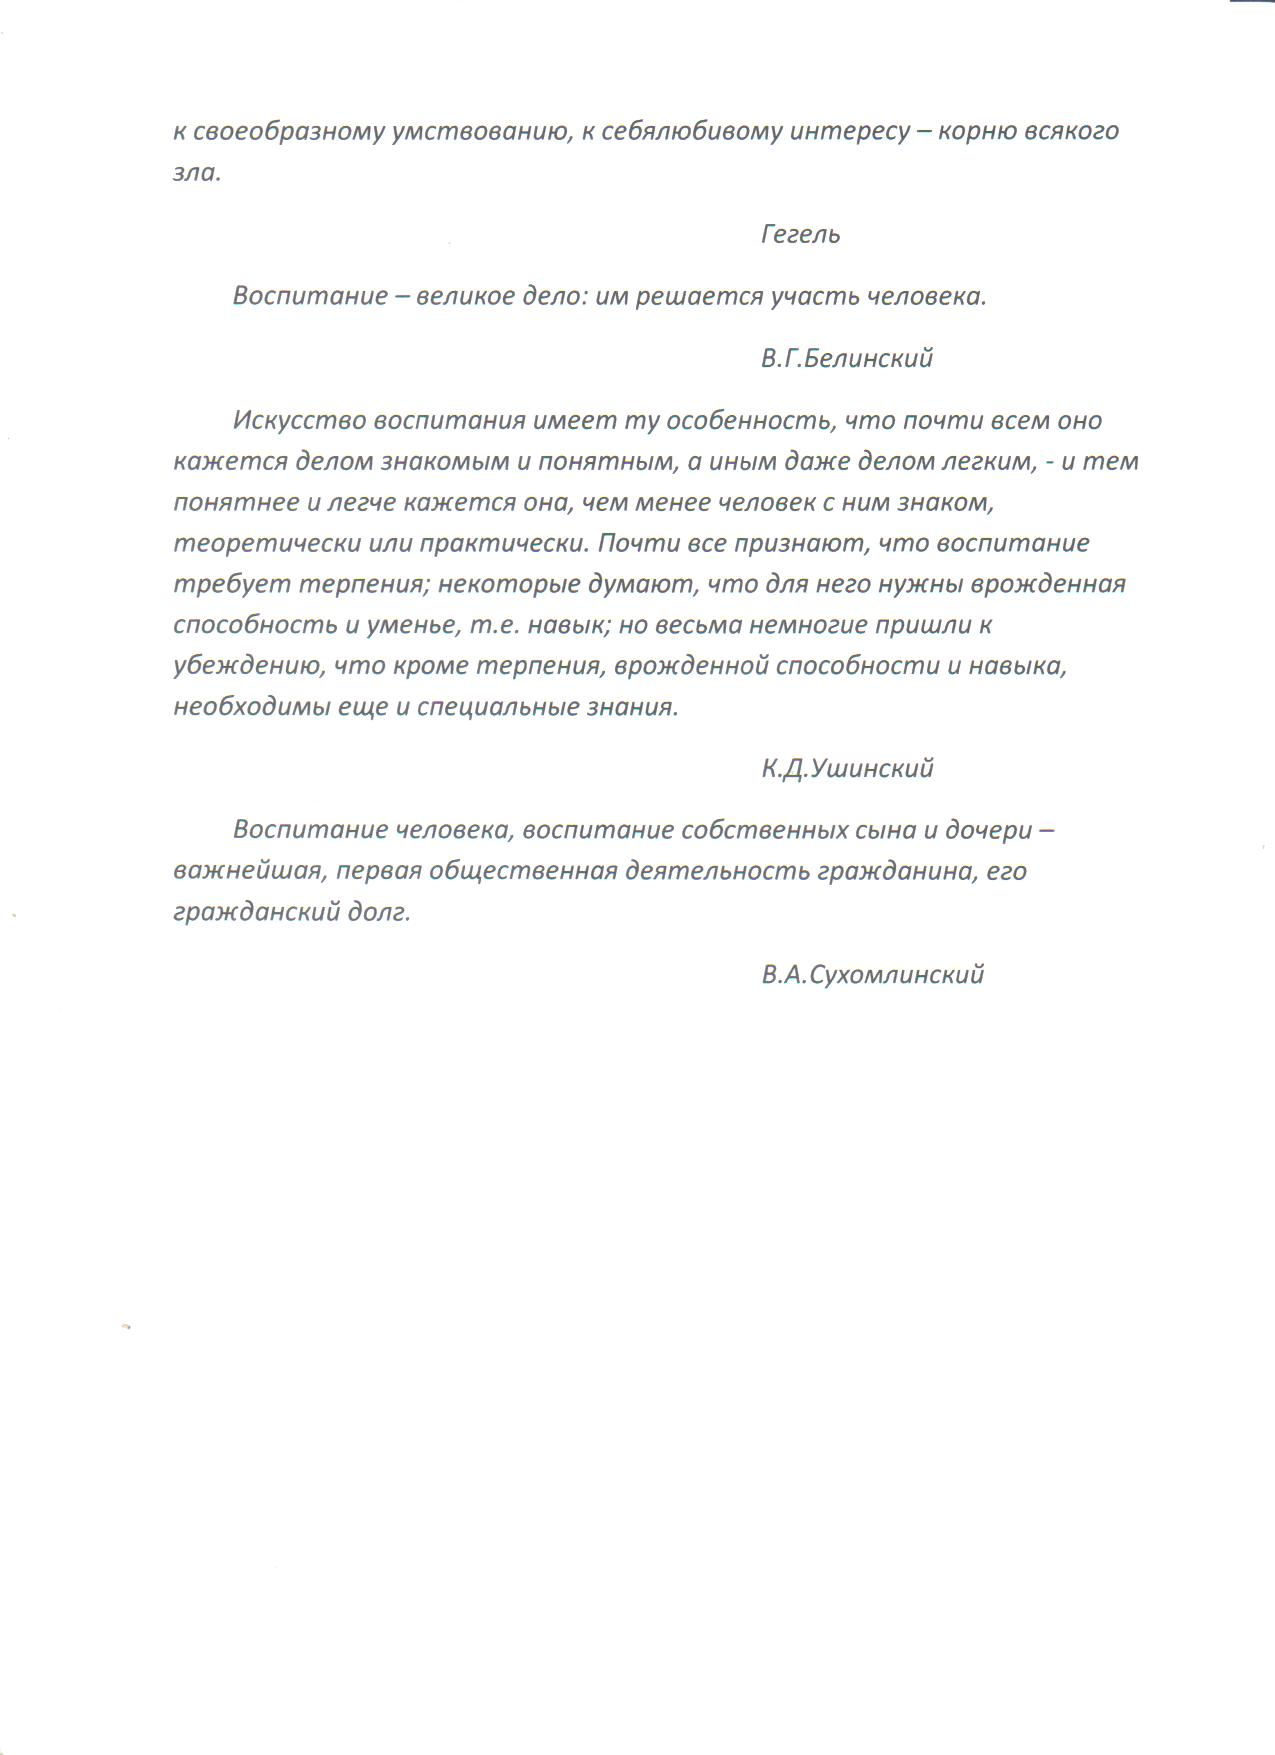 к своеобразному умствованию, к себялюбивому интересу – корню всякого
зла.
Гегель
Воспитание – великое дело: им решается участь человека.
В.Г.Белинский
Искусство воспитания имеет ту особенность, что почти всем оно
кажется делом знакомым и понятным, а иным даже делом легким, - и тем
понятнее и легче кажется она, чем менее человек с ним знаком,
теоретически или практически. Почти все признают, что воспитание
требует терпения; некоторые думают, что для него нужны врожденная
способность и уменье, т.е. навык; но весьма немногие пришли к
убеждению, что кроме терпения, врожденной способности и навыка,
необходимы еще и специальные знания.
К.Д.Ушинский
Воспитание человека, воспитание собственных сына и дочери –
важнейшая, первая общественная деятельность гражданина, его
гражданский долг.
В.А.Сухомлинский